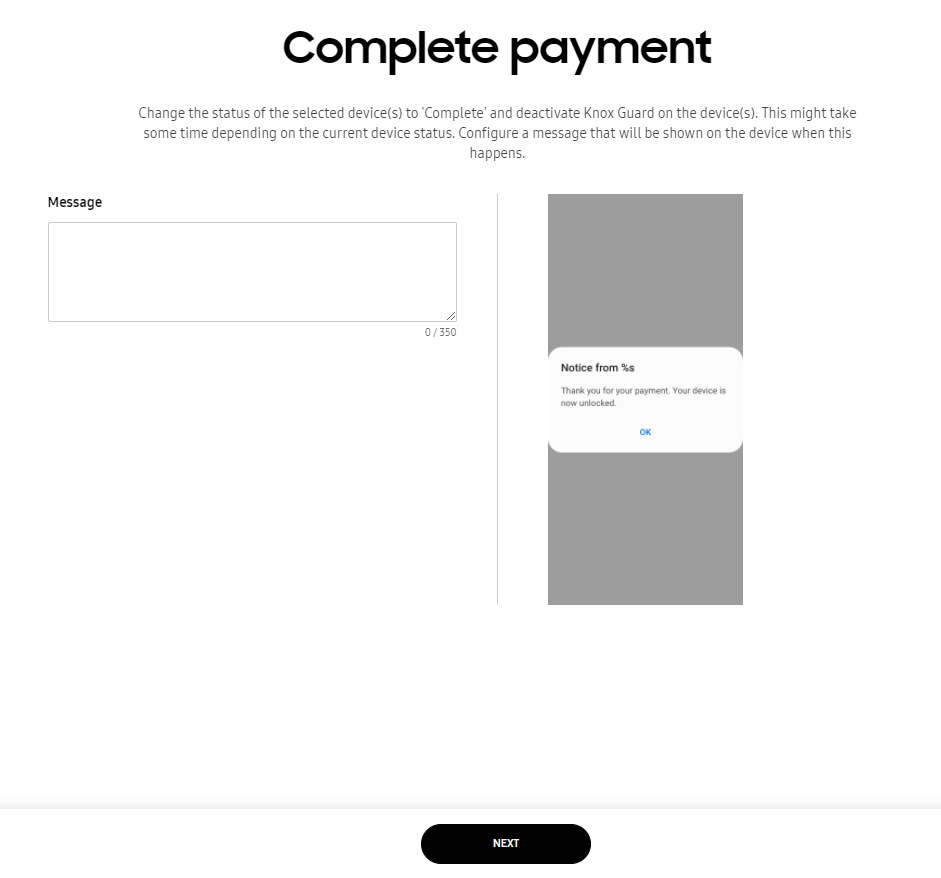 Complete payment
Change the status of the selected device(s) to 'Complete' and deactivate Knox Guard on the device(s). This might take
some time depending on the current device status. Configure a message that will be shown on the device when this
happens.
Message
0 / 350
Notice from %s
Thank you for your payment. Your device is
now unlocked.
OK
NEXT